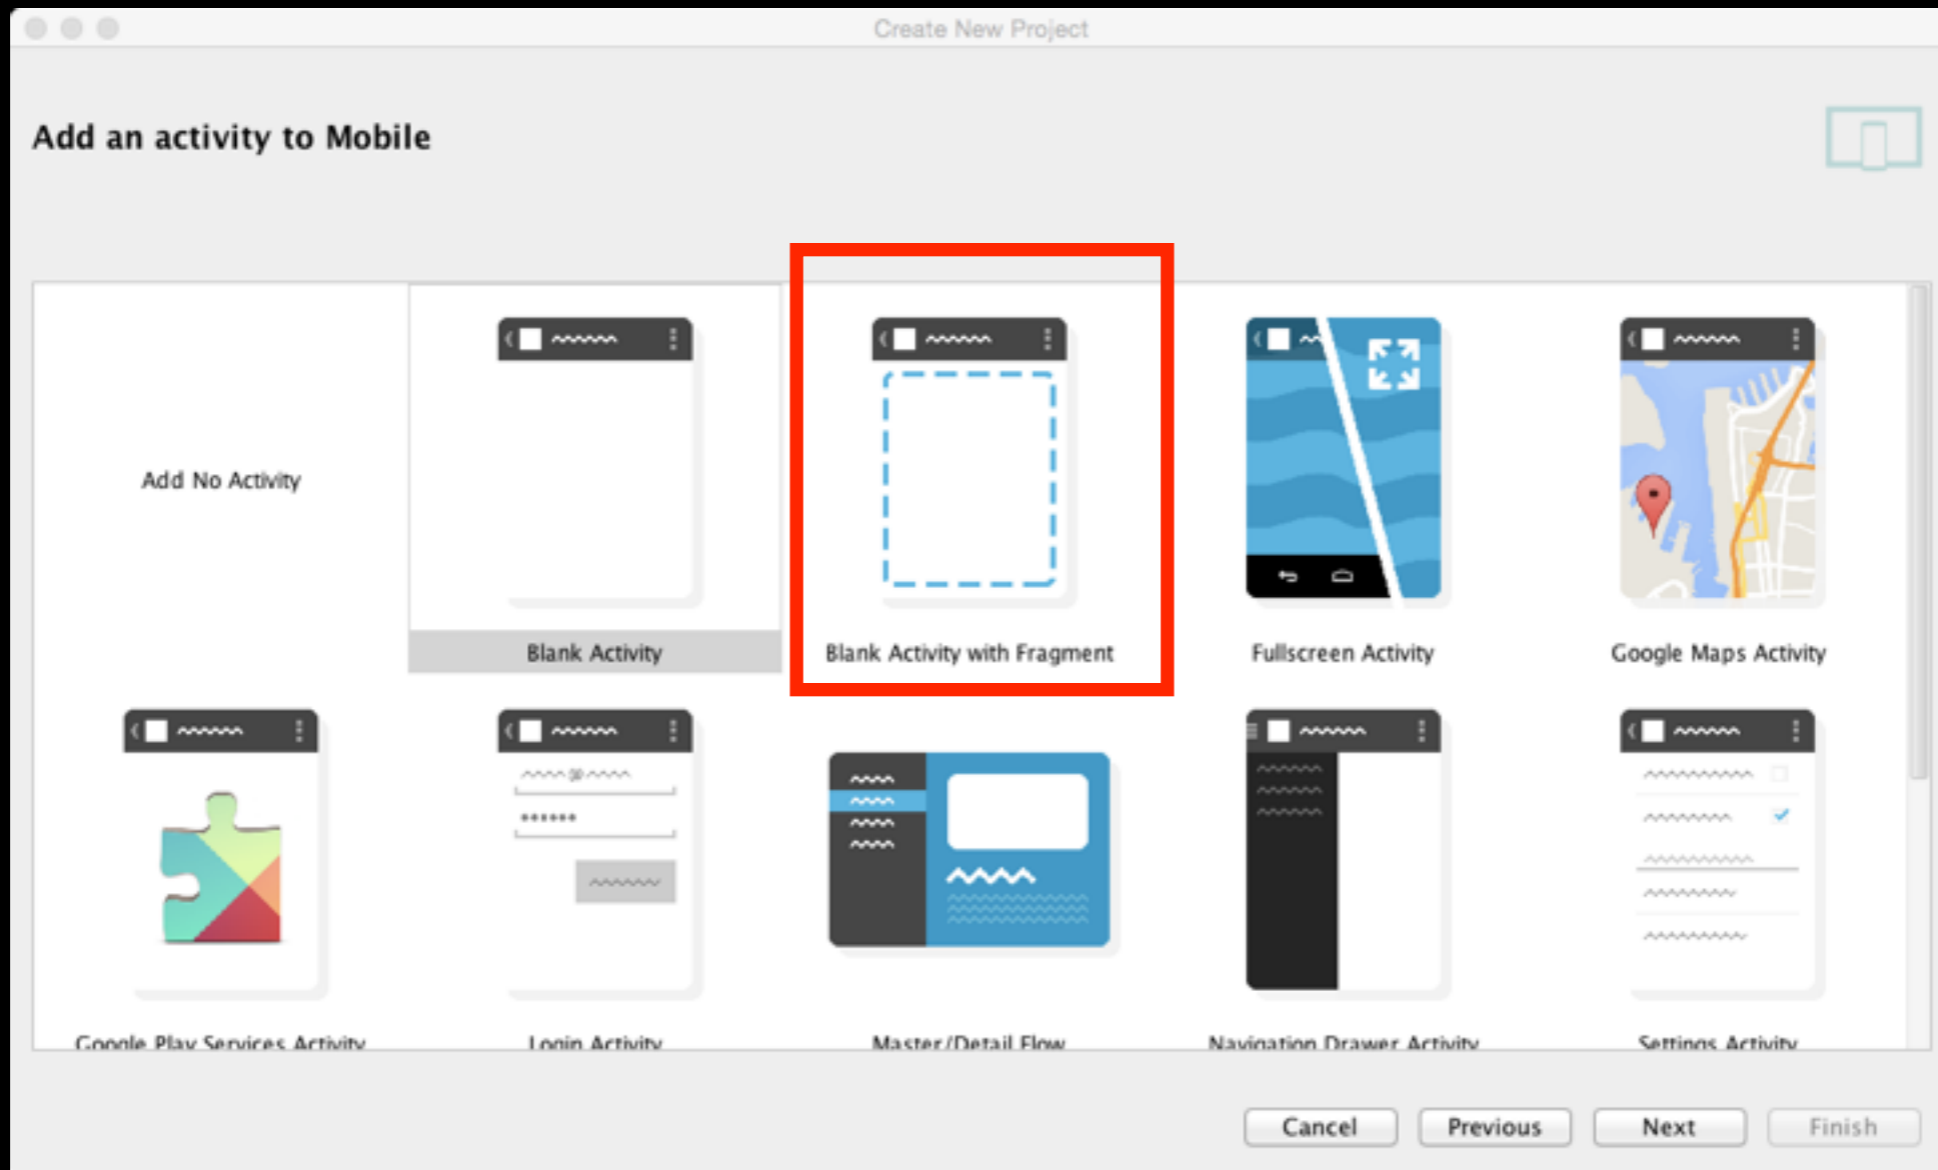 Create New Project
Add an activity to Mobile
Add No Activity
Blank Activity
Blank Activity with Fragment
Fullscreen Activity
Google Maps Activity
Google Play Services Activity
Login Activity
Master/Detail Flow
Navigation Drawer Activity
Settings Activity
Cancel
Previous
Next
Finish